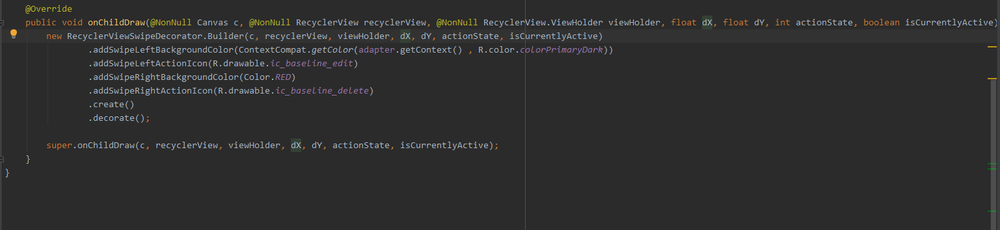 @Override
public void onChildDraw(@NonNull Canvas c, @NonNull RecyclerView recyclerView, @NonNull RecyclerView.ViewHolder viewHolder, float dX, float dY, int actionState, boolean isCurrentlyActive)
new RecyclerViewSwipeDecorator.Builder(c, recyclerView, viewHolder, dX, dY, actionState, isCurrentlyActive)
.addSwipeLeftBackgroundColor(ContextCompat.getColor(adapter.getContext() , R.color.colorPrimaryDark))
.addSwipeLeftActionIcon(R.drawable.ic_baseline_edit)
.addSwipeRightBackgroundColor(Color.RED)
.addSwipeRightActionIcon(R.drawable.ic_baseline_delete)
.create()
.decorate();
super.onChildDraw(c, recyclerView, viewHolder, dX, dY, actionState, isCurrentlyActive);
}
}